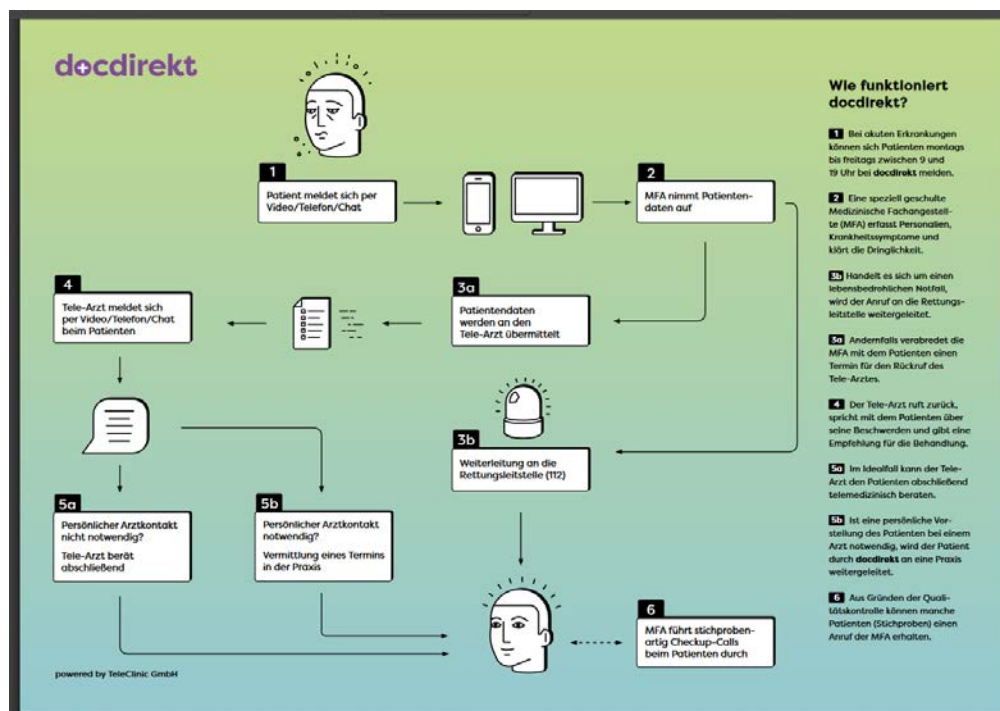 docdirekt
1
Patient meldet sich per
Video/Telefon/Chat
2
MFA nimmt Patienten-
daten auf
3a
Patientendaten
werden an den
Tele-Arzt übermittelt
4
Tele-Arzt meldet sich
per Video/Telefon/Chat
beim Patienten
3b
Weiterleitung an die
Rettungsleitstelle (112)
5a
Persönlicher Arztkontakt
nicht notwendig?
Tele-Arzt berät
abschließend
5b
Persönlicher Arztkontakt
notwendig?
Vermittlung eines Termins
in der Praxis
6
MFA führt stichproben-
artig Checkup-Calls
beim Patienten durch
powered by TeleClinic GmbH
Wie funktioniert
docdirekt?
1 Bei akuten Erkrankungen
können sich Patienten montags
bis freitags zwischen 9 und
19 Uhr bei docdirekt melden.
2 Eine speziell geschulte
Medizinische Fachangestell-
te (MFA) erfasst Personalien,
Krankheitssymptome und
klärt die Dringlichkeit.
3b Handelt es sich um einen
lebensbedrohlichen Notfall,
wird der Anruf an die Rettungs-
leitstelle weitergeleitet.
3a Andernfalls verabredet die
MFA mit dem Patienten einen
Termin für den Rückruf des
Tele-Arztes.
4 Der Tele-Arzt ruft zurück,
spricht mit dem Patienten über
seine Beschwerden und gibt eine
Empfehlung für die Behandlung.
5a Im Idealfall kann der Tele-
Arzt den Patienten abschließend
telemedizinisch beraten.
5b Ist eine persönliche Vor-
stellung des Patienten bei einem
Arzt notwendig, wird der Patient
durch docdirekt an eine Praxis
weitergeleitet.
6 Aus Gründen der Quali-
tätskontrolle können manche
Patienten (Stichproben) einen
Anruf der MFA erhalten.